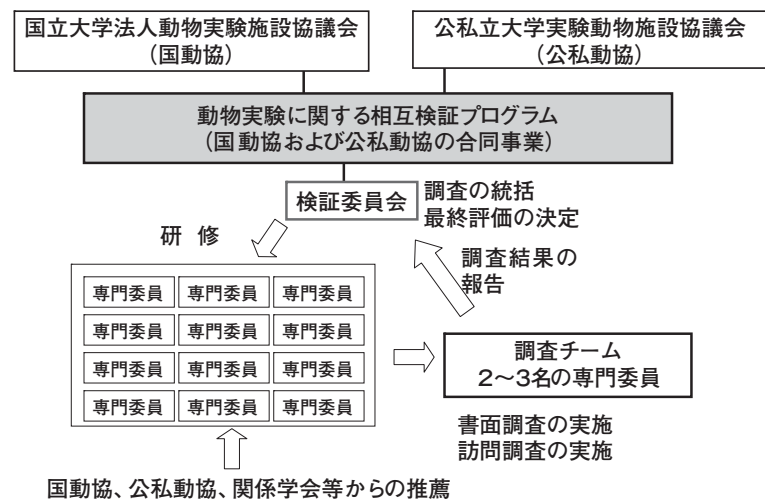 国立大学法人動物実験施設協議会
(国動協)
公私立大学実験動物施設協議会
(公私動協)
動物実験に関する相互検証プログラム
(国動協および公私動協の合同事業)
検証委員会
調査の統括
最終評価の決定
研 修
調査結果の
報告
専門委員 専門委員 専門委員
専門委員 専門委員 専門委員
専門委員 専門委員 専門委員
専門委員 専門委員 専門委員
調査チーム
2~3名の専門委員
書面調査の実施
訪問調査の実施
国動協、公私動協、関係学会等からの推薦